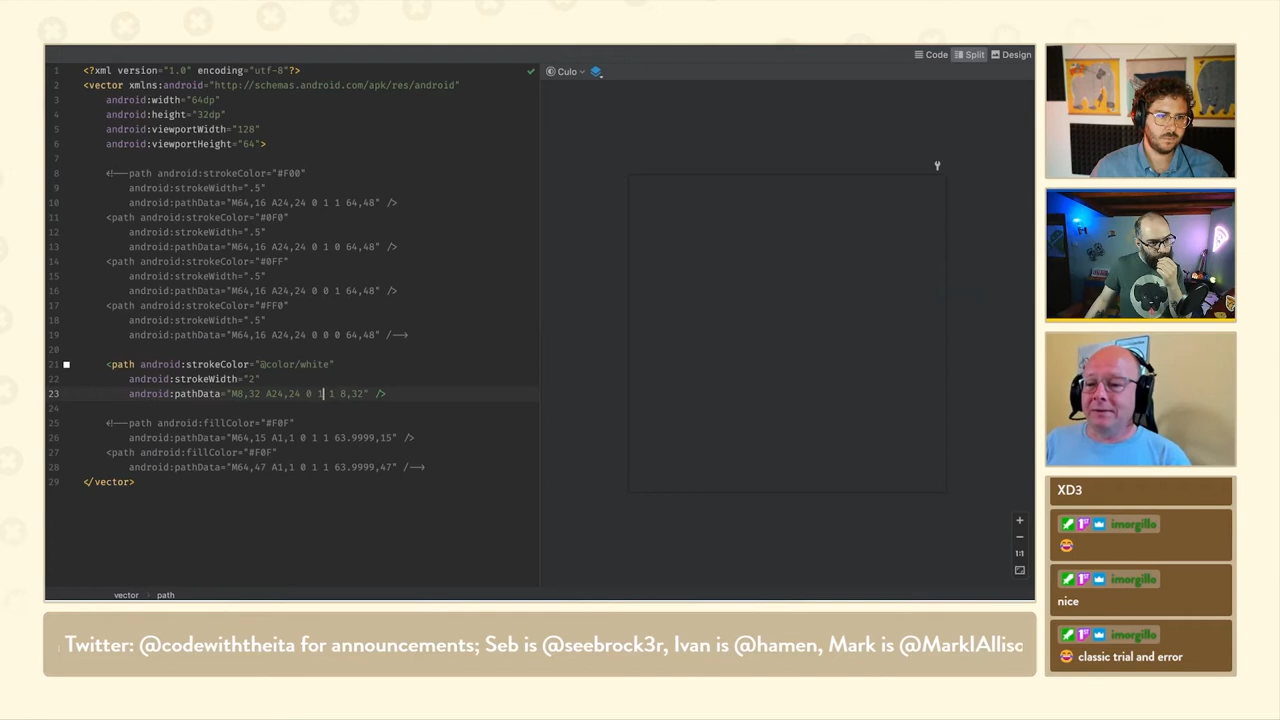 Code Split Design
Culo
1 <?xml version="1.0" encoding="utf-8"?>
2 <vector xmlns:android="http://schemas.android.com/apk/res/android"
3 android:width="64dp"
4 android:height="32dp"
5 android:viewportWidth="128"
6 android:viewportHeight="64">
7
8 <!--path android:strokeColor="#F00"
9 android:strokeWidth=".5"
10 android:pathData="M64,16 A24,24 0 1 1 64,48" />
11 <path android:strokeColor="#0F0"
12 android:strokeWidth=".5"
13 android:pathData="M64,16 A24,24 0 1 0 64,48" />
14 <path android:strokeColor="#0FF"
15 android:strokeWidth=".5"
16 android:pathData="M64,16 A24,24 0 0 1 64,48" />
17 <path android:strokeColor="#FF0"
18 android:strokeWidth=".5"
19 android:pathData="M64,16 A24,24 0 0 0 64,48" /-->
20
21 <path android:strokeColor="@color/white"
22 android:strokeWidth="2"
23 android:pathData="M8,32 A24,24 0 1 1 8,32" />
24
25 <!--path android:fillColor="#F0F"
26 android:pathData="M64,15 A1,1 0 1 1 63.9999,15" />
27 <path android:fillColor="#F0F"
28 android:pathData="M64,47 A1,1 0 1 1 63.9999,47" /-->
29 </vector>
1:1
vector > path
XD3
imorgillo
😂
imorgillo
nice
imorgillo
😂 classic trial and error
Twitter: @codewiththeita for announcements; Seb is @seebrock3r, Ivan is @hamen, Mark is @MarkIAlliso